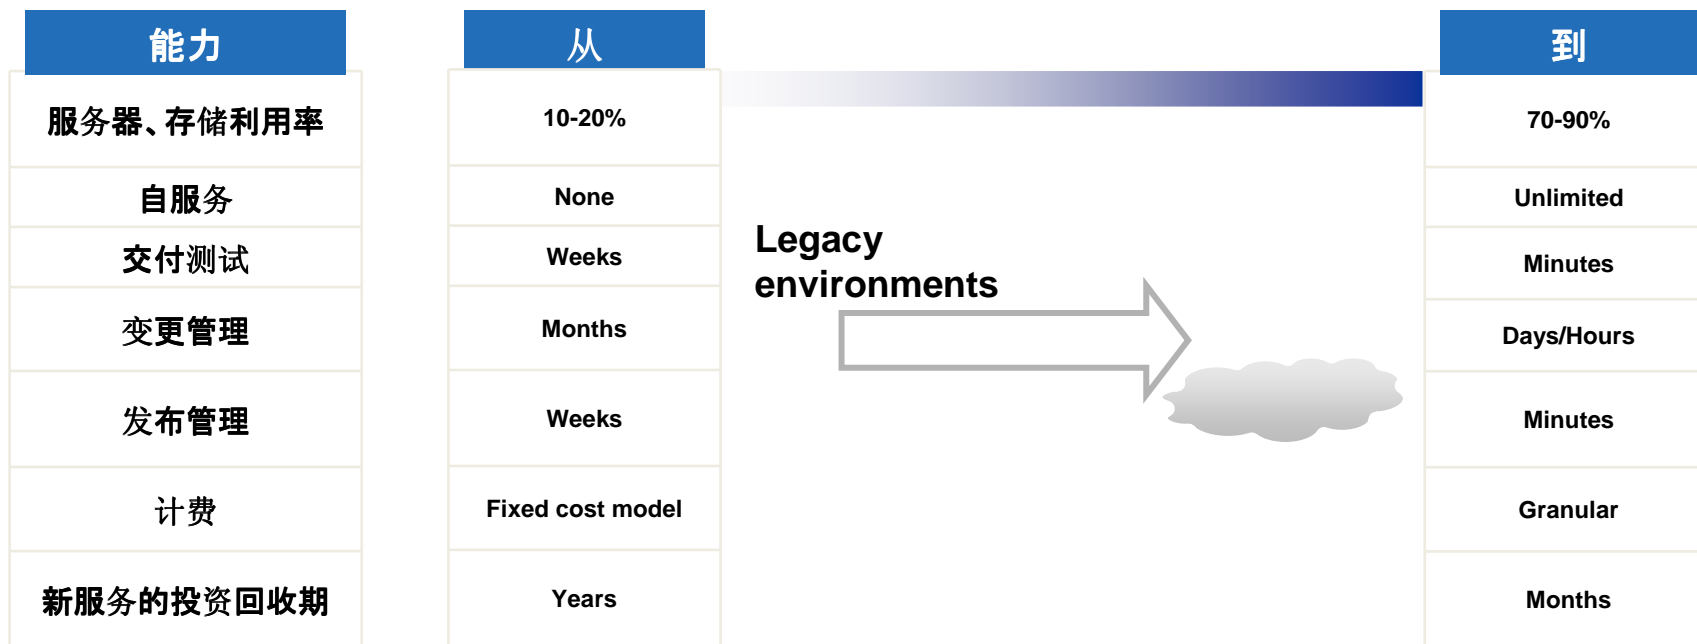 能力
从
到
服务器、存储利用率
10-20%
70-90%
自服务
None
Unlimited
交付测试
Weeks
Minutes
Legacy
environments
变更管理
Months
Days/Hours
发布管理
Weeks
Minutes
计费
Fixed cost model
Granular
新服务的投资回收期
Years
Months